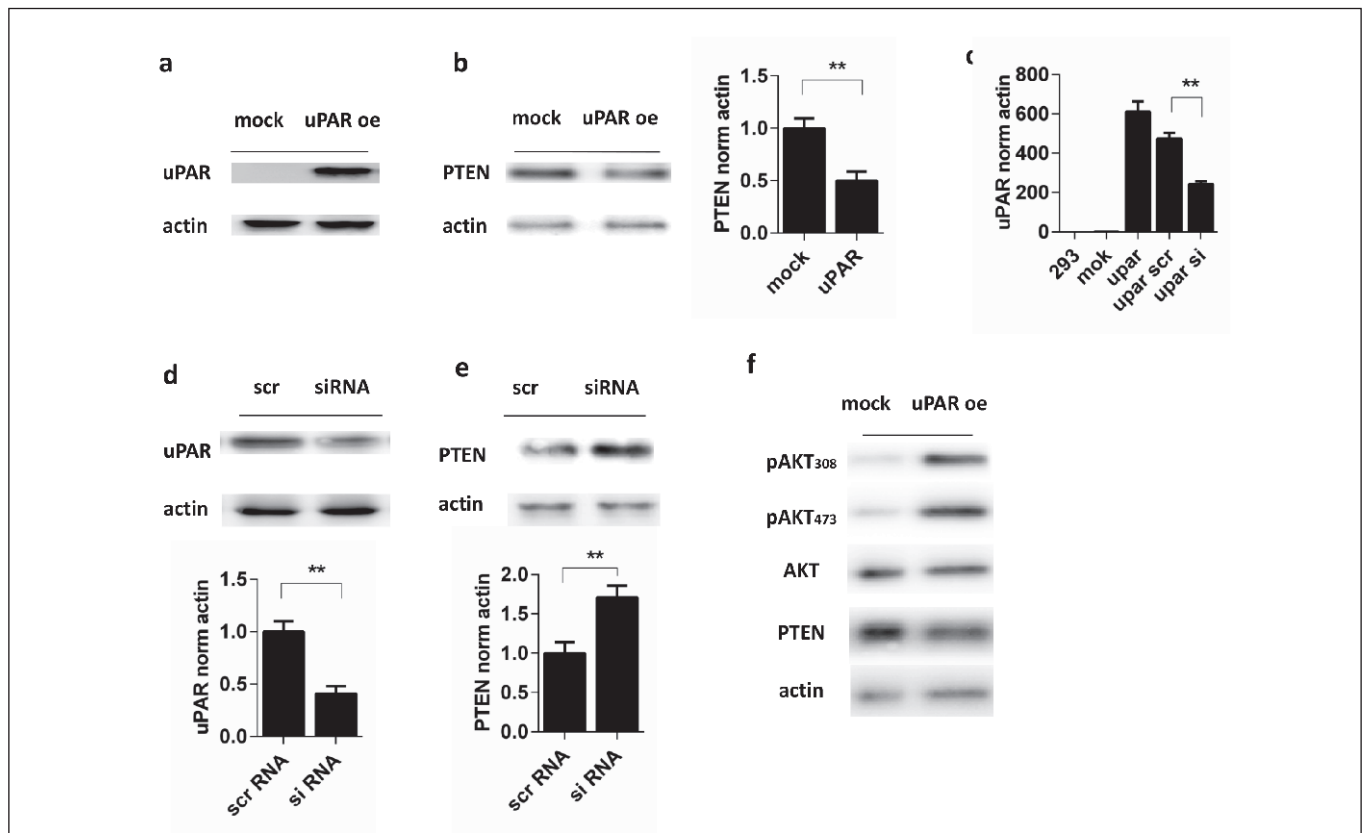 a
mock uPAR oe
uPAR
actin
b
mock uPAR oe
PTEN
actin
PTEN norm actin
1.5
1.0
0.5
0.0
**
mock
uPAR
c
uPAR norm actin
800
600
400
200
0
**
293
mok
upar
upar scr
upar si
d
scr siRNA
uPAR
actin
uPAR norm actin
1.5
1.0
0.5
0.0
**
scr RNA
si RNA
e
scr siRNA
PTEN
actin
PTEN norm actin
2.0
1.5
1.0
0.5
0.0
**
scr RNA
si RNA
f
mock uPAR oe
pAKT308
pAKT473
AKT
PTEN
actin